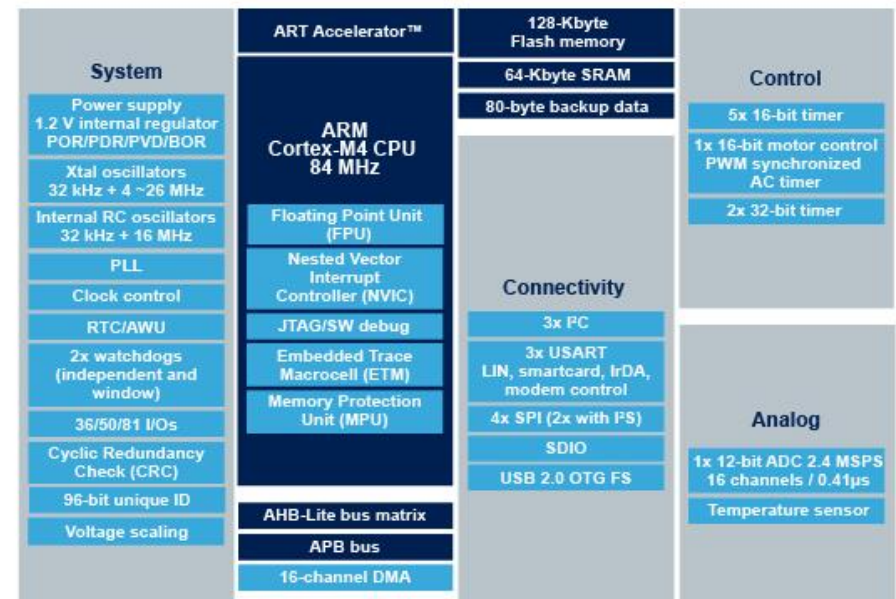 System
Power supply
1.2 V internal regulator
POR/PDR/PVD/BOR
Xtal oscillators
32 kHz + 4 ~26 MHz
Internal RC oscillators
32 kHz + 16 MHz
PLL
Clock control
RTC/AWU
2x watchdogs
(independent and
window)
36/50/81 I/Os
Cyclic Redundancy
Check (CRC)
96-bit unique ID
Voltage scaling
ART Accelerator™
ARM
Cortex-M4 CPU
84 MHz
Floating Point Unit
(FPU)
Nested Vector
Interrupt
Controller (NVIC)
JTAG/SW debug
Embedded Trace
Macrocell (ETM)
Memory Protection
Unit (MPU)
AHB-Lite bus matrix
APB bus
16-channel DMA
128-Kbyte
Flash memory
64-Kbyte SRAM
80-byte backup data
Connectivity
3x I²C
3x USART
LIN, smartcard, IrDA,
modem control
4x SPI (2x with I²S)
SDIO
USB 2.0 OTG FS
Control
5x 16-bit timer
1x 16-bit motor control
PWM synchronized
AC timer
2x 32-bit timer
Analog
1x 12-bit ADC 2.4 MSPS
16 channels / 0.41µs
Temperature sensor